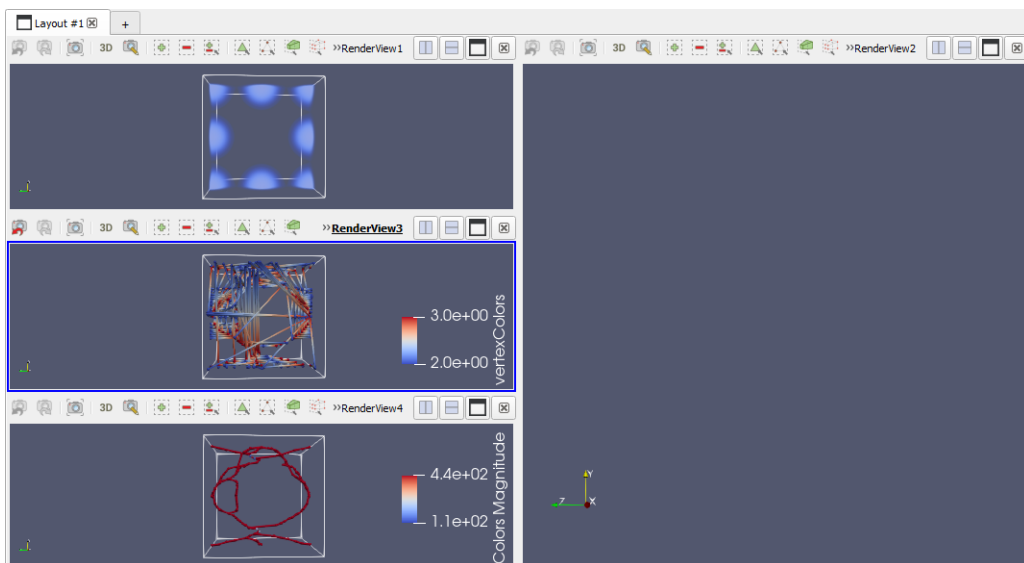 Layout #1
+
3D
»RenderView1
3D
»RenderView2
3D
»RenderView3
3.0e+00
2.0e+00
vertexColors
3D
»RenderView4
4.4e+02
1.1e+02
Colors Magnitude
Y
Z
X